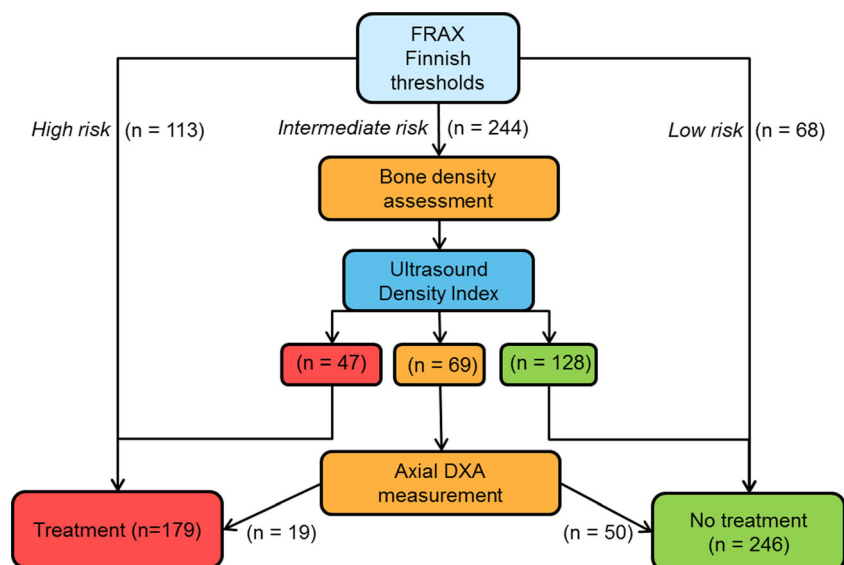 FRAX
Finnish
thresholds
High risk (n = 113)
Intermediate risk (n = 244)
Low risk (n = 68)
Bone density
assessment
Ultrasound
Density Index
(n = 47)
(n = 69)
(n = 128)
Axial DXA
measurement
Treatment (n=179)
(n = 19)
(n = 50)
No treatment
(n = 246)